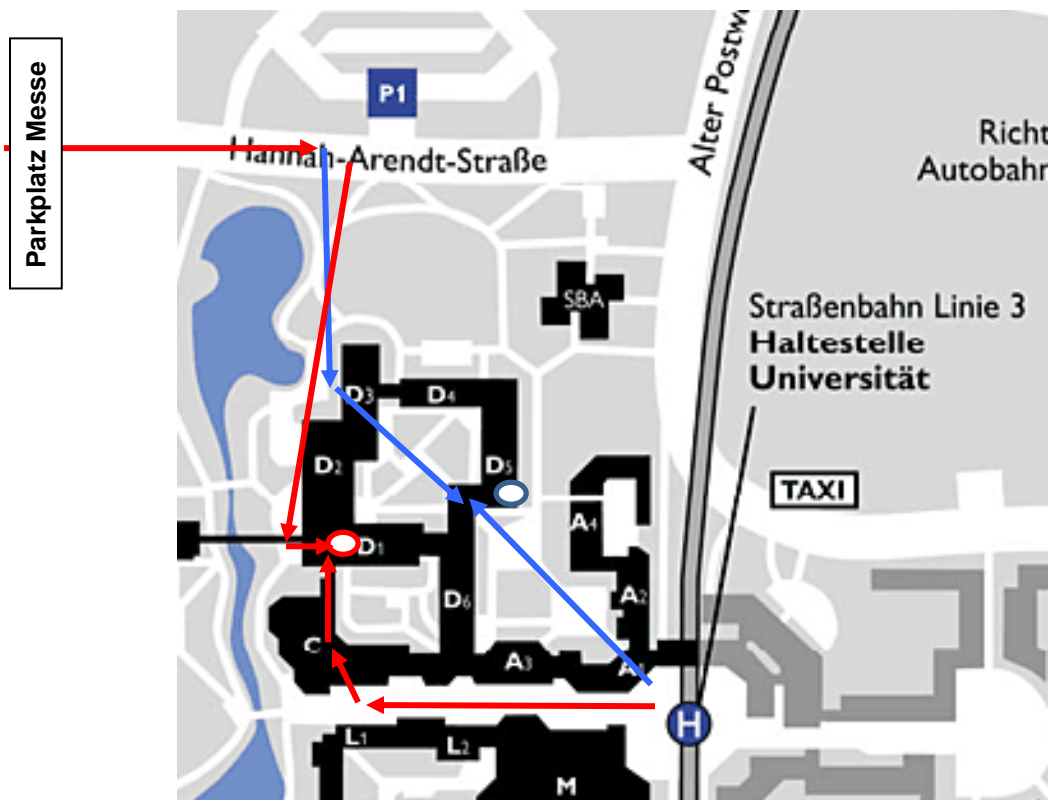 Parkplatz Messe
P1
Hannah-Arendt-Straße
Alter Postw
Richt
Autobahn
SBA
Straßenbahn Linie 3
Haltestelle
Universität
D3
D4
D2
D5
TAXI
A4
D1
D6
A2
C
A3
A1
H
L1
L2
M